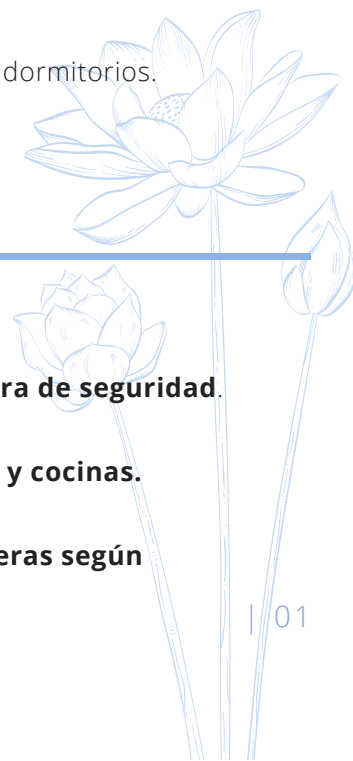 dormitorios.
ra de seguridad.
y cocinas.
eras según
| 01